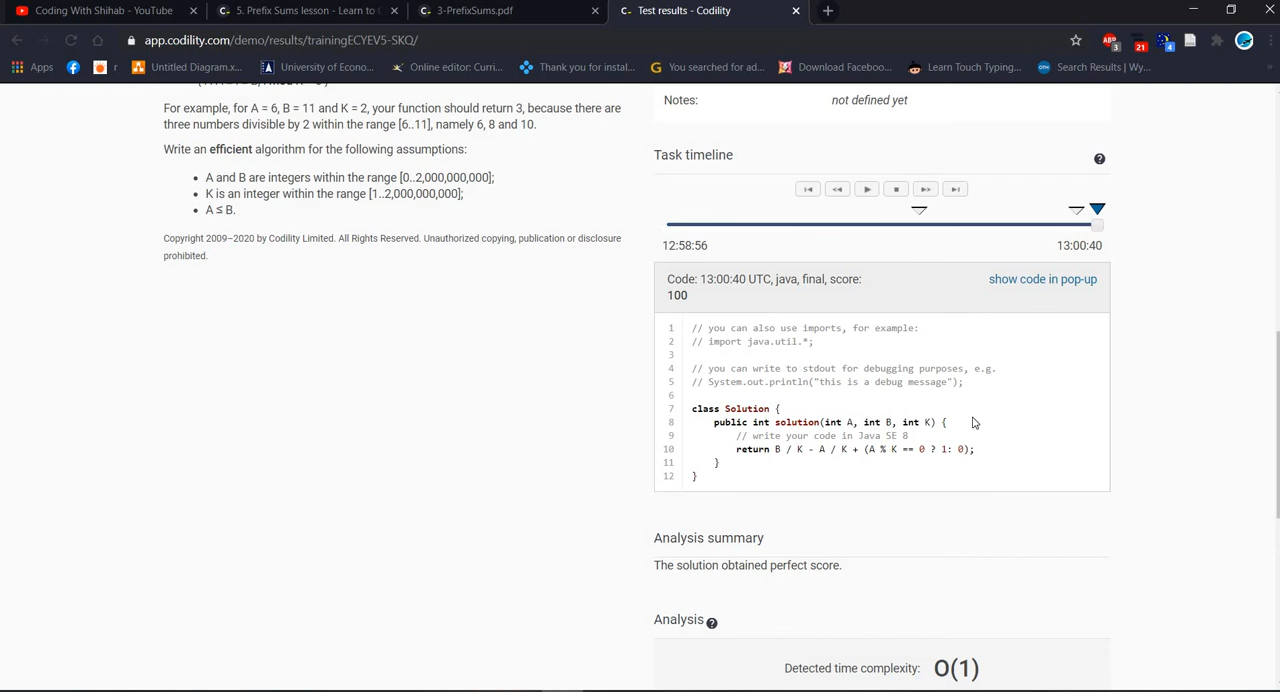 Coding With Shihab - YouTube
5. Prefix Sums lesson - Learn to C
3-PrefixSums.pdf
Test results - Codility
app.codility.com/demo/results/trainingECYEV5-SKQ/
3
21
4
Apps
r
Untitled Diagram.x...
University of Econo...
Online editor: Curri...
Thank you for instal...
You searched for ad...
Download Faceboo...
Learn Touch Typing...
Search Results | Wy...
For example, for A = 6, B = 11 and K = 2, your function should return 3, because there are
three numbers divisible by 2 within the range [6..11], namely 6, 8 and 10.
Write an efficient algorithm for the following assumptions:
• A and B are integers within the range [0..2,000,000,000];
• K is an integer within the range [1..2,000,000,000];
• A ≤ B.
Copyright 2009–2020 by Codility Limited. All Rights Reserved. Unauthorized copying, publication or disclosure
prohibited.
Notes: not defined yet
Task timeline
?
12:58:56 13:00:40
Code: 13:00:40 UTC, java, final, score:
100
show code in pop-up
1 // you can also use imports, for example:
2 // import java.util.*;
3
4 // you can write to stdout for debugging purposes, e.g.
5 // System.out.println("this is a debug message");
6
7 class Solution {
8 public int solution(int A, int B, int K) {
9 // write your code in Java SE 8
10 return B / K - A / K + (A % K == 0 ? 1: 0);
11 }
12 }
Analysis summary
The solution obtained perfect score.
Analysis ?
Detected time complexity: O(1)